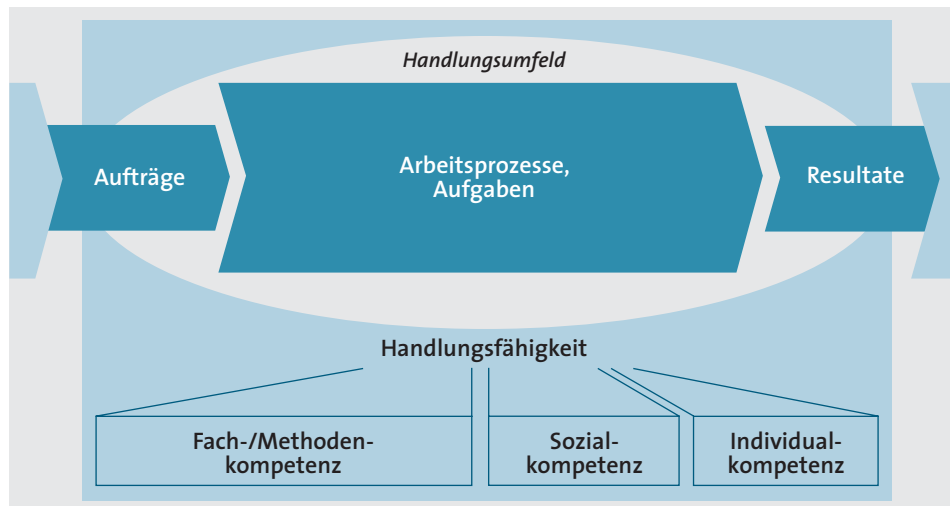 Handlungsumfeld
Aufträge
Arbeitsprozesse,
Aufgaben
Resultate
Handlungsfähigkeit
Fach-/Methoden-
kompetenz
Sozial-
kompetenz
Individual-
kompetenz